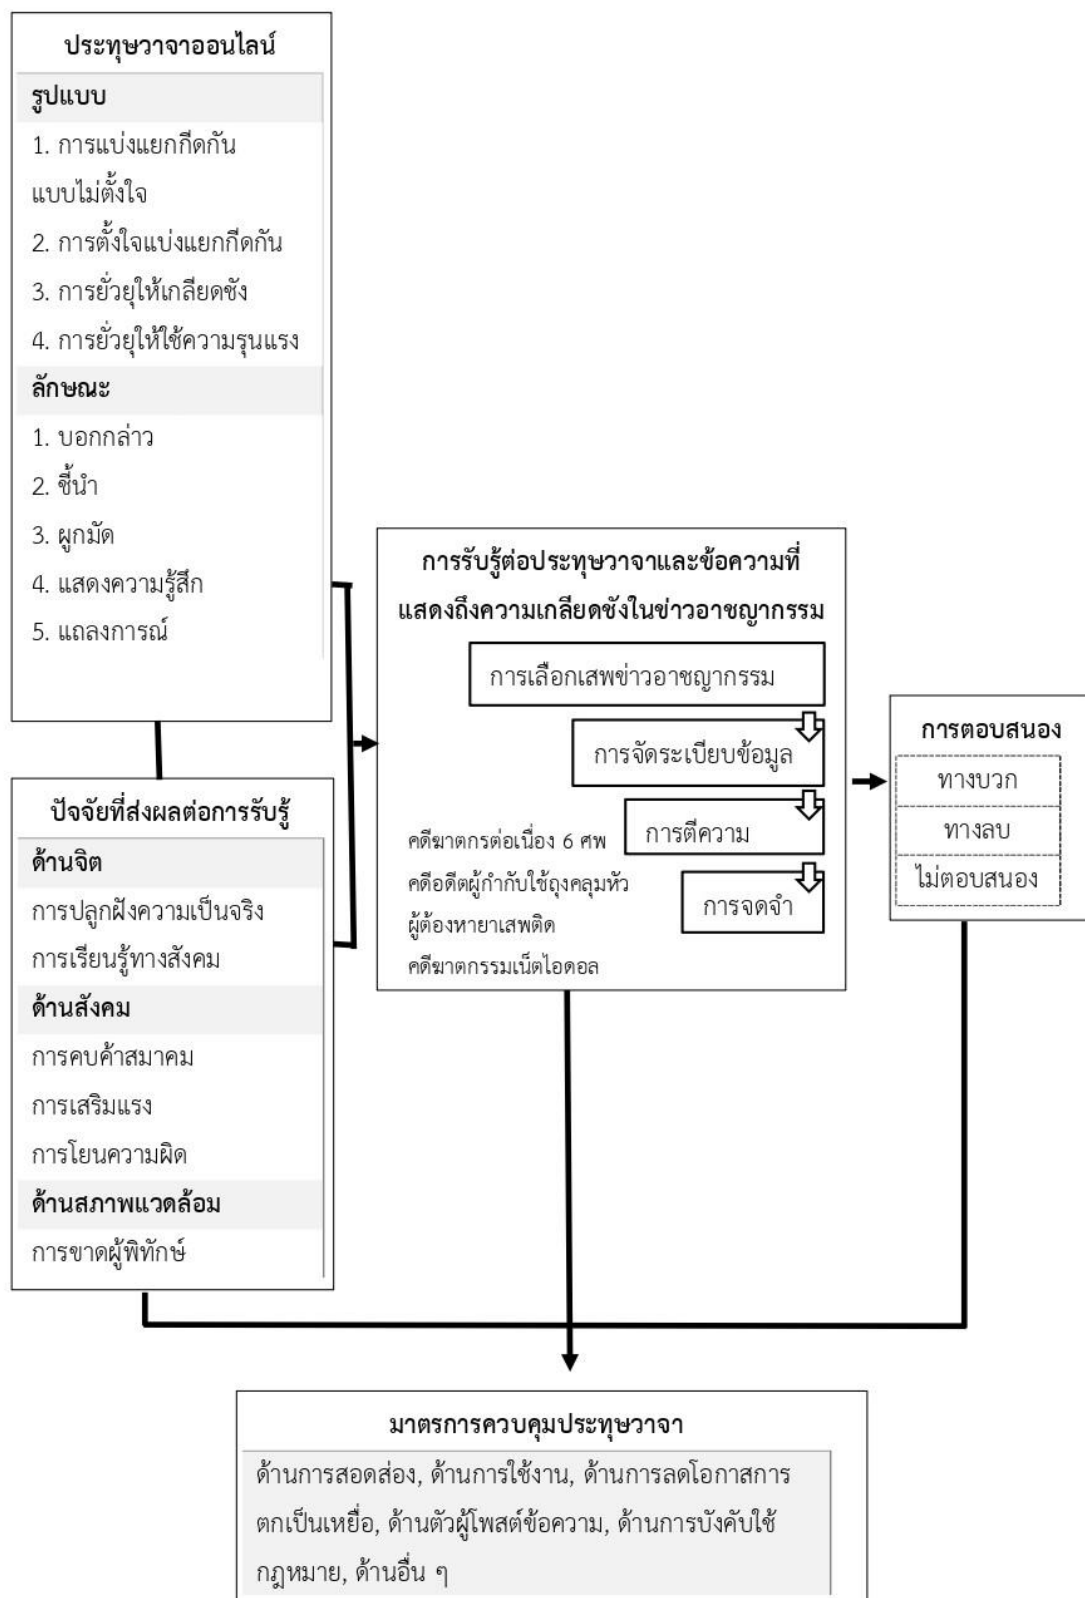 ประทุษวาจาออนไลน์
รูปแบบ
1. การแบ่งแยกกีดกัน
แบบไม่ตั้งใจ
2. การตั้งใจแบ่งแยกกีดกัน
3. การยั่วยุให้เกลียดชัง
4. การยั่วยุให้ใช้ความรุนแรง
ลักษณะ
1. บอกกล่าว
2. ชี้นำ
3. ผูกมัด
4. แสดงความรู้สึก
5. แถลงการณ์
ปัจจัยที่ส่งผลต่อการรับรู้
ด้านจิต
การปลูกฝังความเป็นจริง
การเรียนรู้ทางสังคม
ด้านสังคม
การคบค้าสมาคม
การเสริมแรง
การโยนความผิด
ด้านสภาพแวดล้อม
การขาดผู้พิทักษ์
การรับรู้ต่อประทุษวาจาและข้อความที่
แสดงถึงความเกลียดชังในข่าวอาชญากรรม
การเลือกเสพข่าวอาชญากรรม
การจัดระเบียบข้อมูล
การตีความ
การจดจำ
คดีฆาตกรต่อเนื่อง 6 ศพ
คดีอดีตผู้กำกับใช้ถุงคลุมหัว
ผู้ต้องหายาเสพติด
คดีฆาตกรรมเน็ตไอดอล
การตอบสนอง
ทางบวก
ทางลบ
ไม่ตอบสนอง
มาตรการควบคุมประทุษวาจา
ด้านการสอดส่อง, ด้านการใช้งาน, ด้านการลดโอกาสการ
ตกเป็นเหยื่อ, ด้านตัวผู้โพสต์ข้อความ, ด้านการบังคับใช้
กฎหมาย, ด้านอื่น ๆ